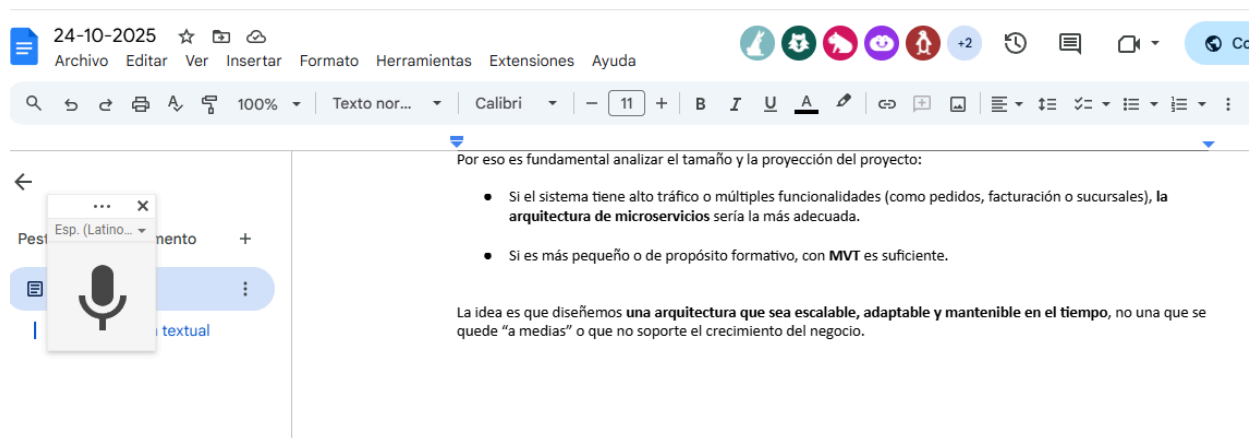 24-10-2025
Archivo Editar Ver Insertar Formato Herramientas Extensiones Ayuda
+2
100% Texto nor... Calibri 11 B I U A
Por eso es fundamental analizar el tamaño y la proyección del proyecto:
Esp. (Latino...
● Si el sistema tiene alto tráfico o múltiples funcionalidades (como pedidos, facturación o sucursales), la
arquitectura de microservicios sería la más adecuada.
● Si es más pequeño o de propósito formativo, con MVT es suficiente.
textual
La idea es que diseñemos una arquitectura que sea escalable, adaptable y mantenible en el tiempo, no una que se
quede “a medias” o que no soporte el crecimiento del negocio.